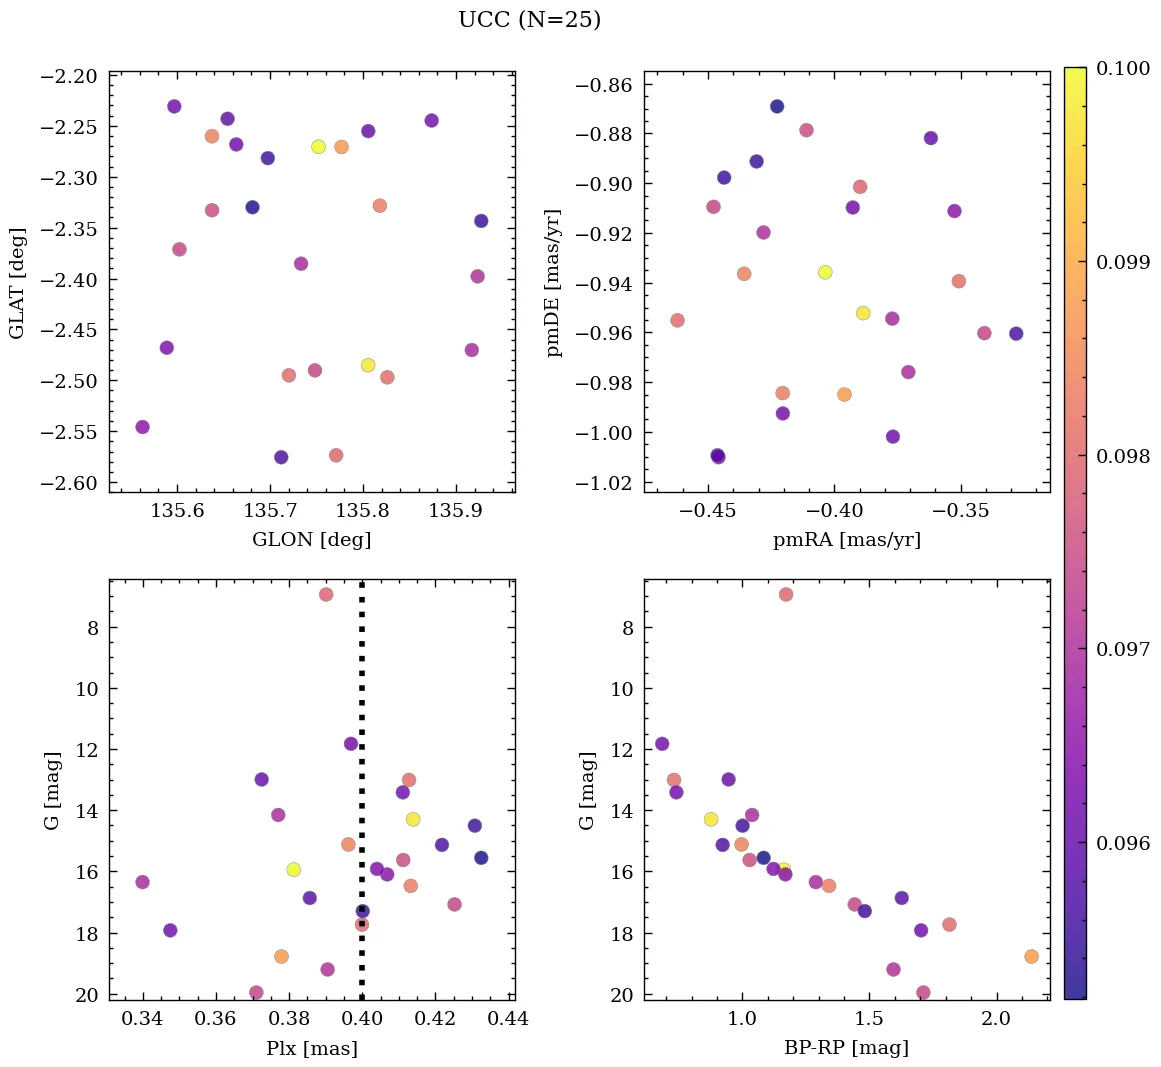 UCC (N=25)
−2.20
−2.25
−2.30
−2.35
−2.40
−2.45
−2.50
−2.55
−2.60
GLAT [deg]
135.6 135.7 135.8 135.9
GLON [deg]
−0.86
−0.88
−0.90
−0.92
−0.94
−0.96
−0.98
−1.00
−1.02
pmDE [mas/yr]
−0.45 −0.40 −0.35
pmRA [mas/yr]
8
10
12
14
16
18
20
G [mag]
0.34 0.36 0.38 0.40 0.42 0.44
Plx [mas]
8
10
12
14
16
18
20
G [mag]
1.0 1.5 2.0
BP-RP [mag]
0.100
0.099
0.098
0.097
0.096